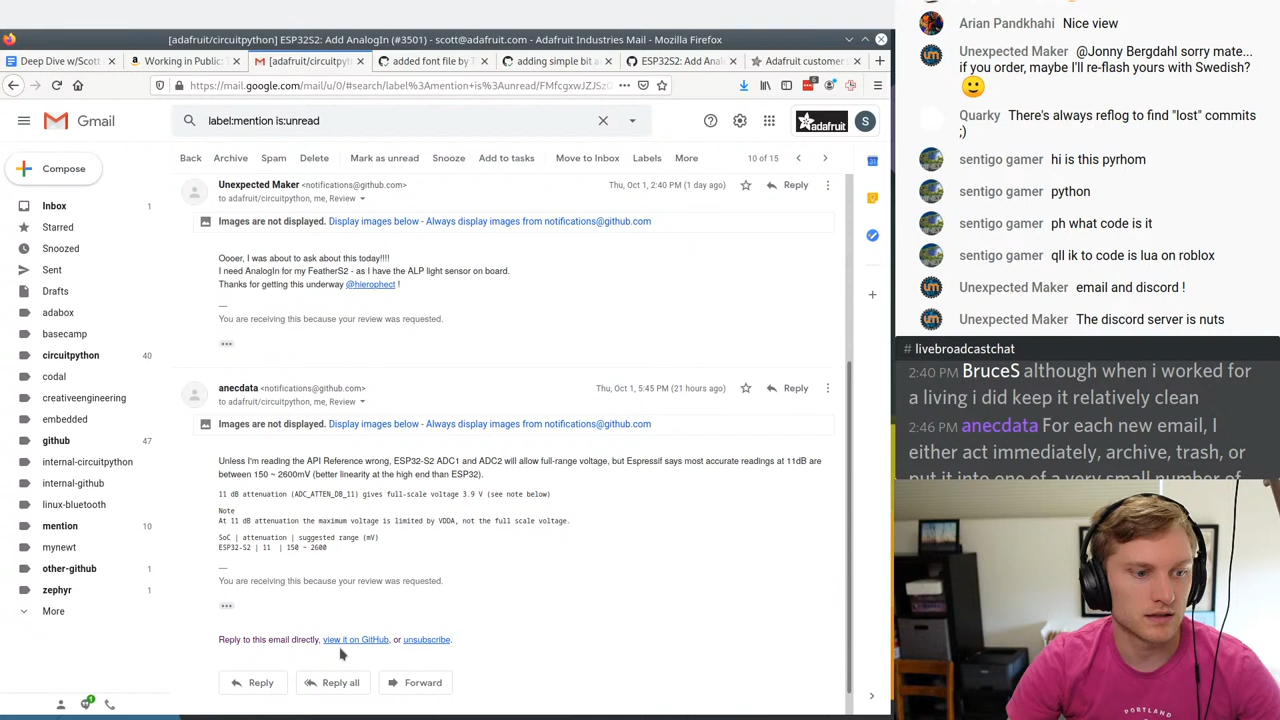 [adafruit/circuitpython] ESP32S2: Add AnalogIn (#3501) - scott@adafruit.com - Adafruit Industries Mail - Mozilla Firefox
Deep Dive w/Scott
Working in Public:
[adafruit/circuitpyth
added font file by T
adding simple bit a
ESP32S2: Add Anal
Adafruit customer s
https://mail.google.com/mail/u/0/#search/label%3Amention+is%3Aunread/FMfcgxwJZJSzG
6
Gmail
label:mention is:unread
adafruit
S
Compose
Back
Archive
Spam
Delete
Mark as unread
Snooze
Add to tasks
Move to Inbox
Labels
More
10 of 15
Inbox 1
Starred
Snoozed
Sent
Drafts
adabox
basecamp
circuitpython 40
codal
creativeengineering
embedded
github 47
internal-circuitpython
internal-github
linux-bluetooth
mention 10
mynewt
other-github 1
zephyr 1
More
1
Unexpected Maker <notifications@github.com>
Thu, Oct 1, 2:40 PM (1 day ago)
Reply
to adafruit/circuitpython, me, Review
Images are not displayed. Display images below - Always display images from notifications@github.com
Oooer, I was about to ask about this today!!!!
I need AnalogIn for my FeatherS2 - as I have the ALP light sensor on board.
Thanks for getting this underway @hierophect !
—
You are receiving this because your review was requested.
anecdata <notifications@github.com>
Thu, Oct 1, 5:45 PM (21 hours ago)
Reply
to adafruit/circuitpython, me, Review
Images are not displayed. Display images below - Always display images from notifications@github.com
Unless I'm reading the API Reference wrong, ESP32-S2 ADC1 and ADC2 will allow full-range voltage, but Espressif says most accurate readings at 11dB are
between 150 ~ 2600mV (better linearity at the high end than ESP32).
11 dB attenuation (ADC_ATTEN_DB_11) gives full-scale voltage 3.9 V (see note below)
Note
At 11 dB attenuation the maximum voltage is limited by VDDA, not the full scale voltage.
SoC | attenuation | suggested range (mV)
ESP32-S2 | 11 | 150 ~ 2600
—
You are receiving this because your review was requested.
Reply to this email directly, view it on GitHub, or unsubscribe.
Reply
Reply all
Forward
Arian Pandkhahi Nice view
Unexpected Maker @Jonny Bergdahl sorry mate...
if you order, maybe I'll re-flash yours with Swedish?
Quarky There's always reflog to find "lost" commits
;)
sentigo gamer hi is this pyrhom
sentigo gamer python
sentigo gamer ph what code is it
sentigo gamer qll ik to code is lua on roblox
Unexpected Maker email and discord !
Unexpected Maker The discord server is nuts
# livebroadcastchat
2:40 PM BruceS although when i worked for
a living i did keep it relatively clean
2:46 PM anecdata For each new email, I
either act immediately, archive, trash, or
put it into one of a very small number of
PORTLAND